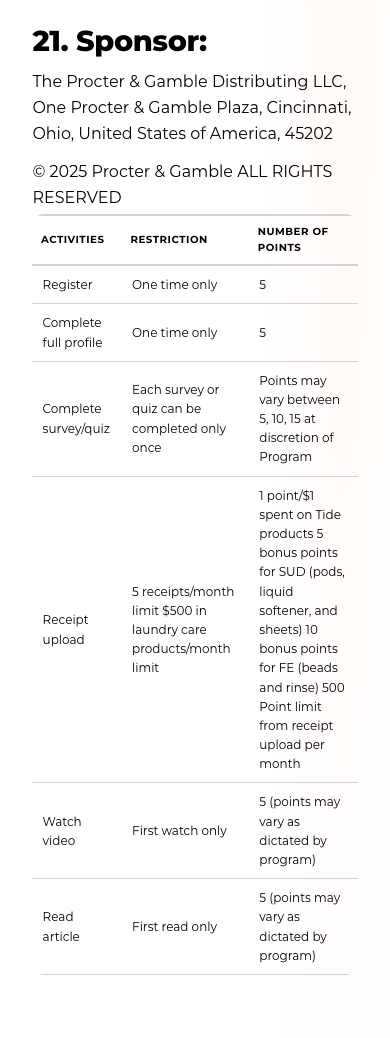 21. Sponsor:
The Procter & Gamble Distributing LLC,
One Procter & Gamble Plaza, Cincinnati,
Ohio, United States of America, 45202
© 2025 Procter & Gamble ALL RIGHTS
RESERVED
ACTIVITIES
RESTRICTION
NUMBER OF
POINTS
Register
One time only
5
Complete
full profile
One time only
5
Complete
survey/quiz
Each survey or
quiz can be
completed only
once
Points may
vary between
5, 10, 15 at
discretion of
Program
Receipt
upload
5 receipts/month
limit $500 in
laundry care
products/month
limit
1 point/$1
spent on Tide
products 5
bonus points
for SUD (pods,
liquid
softener, and
sheets) 10
bonus points
for FE (beads
and rinse) 500
Point limit
from receipt
upload per
month
Watch
video
First watch only
5 (points may
vary as
dictated by
program)
Read
article
First read only
5 (points may
vary as
dictated by
program)